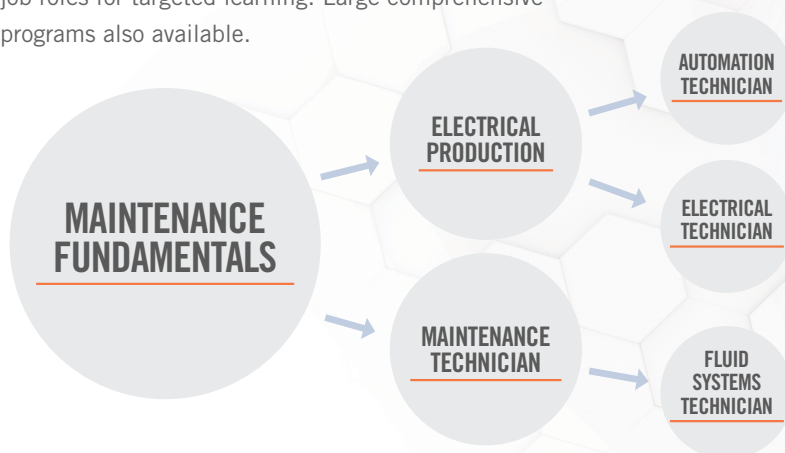 job roles for targeted learning. Large comprehensive
programs also available.
AUTOMATION
TECHNICIAN
ELECTRICAL
PRODUCTION
MAINTENANCE
FUNDAMENTALS
ELECTRICAL
TECHNICIAN
MAINTENANCE
TECHNICIAN
FLUID
SYSTEMS
TECHNICIAN